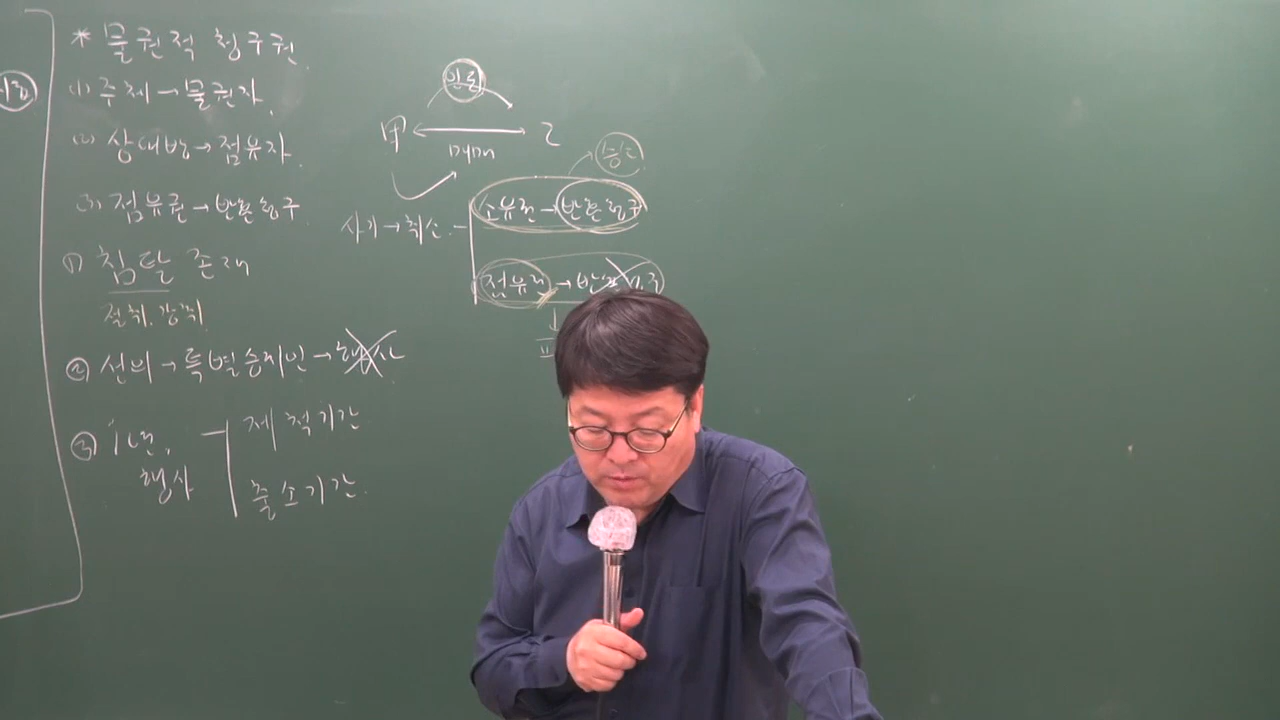 * 물권적 청구권.
(1) 주체 → 물권자.
(2) 상대방 → 점유자.
(3) 점유권 → 반환청구
① 침탈 존재
절취. 강취.
② 선의 → 특별승계인 → 행사
③ 1년.
행사
제척기간
출소기간.
인도
甲 ↔ 乙
매매
사기 → 취소
소유권 → 반환청구
점유권 → 반환청구